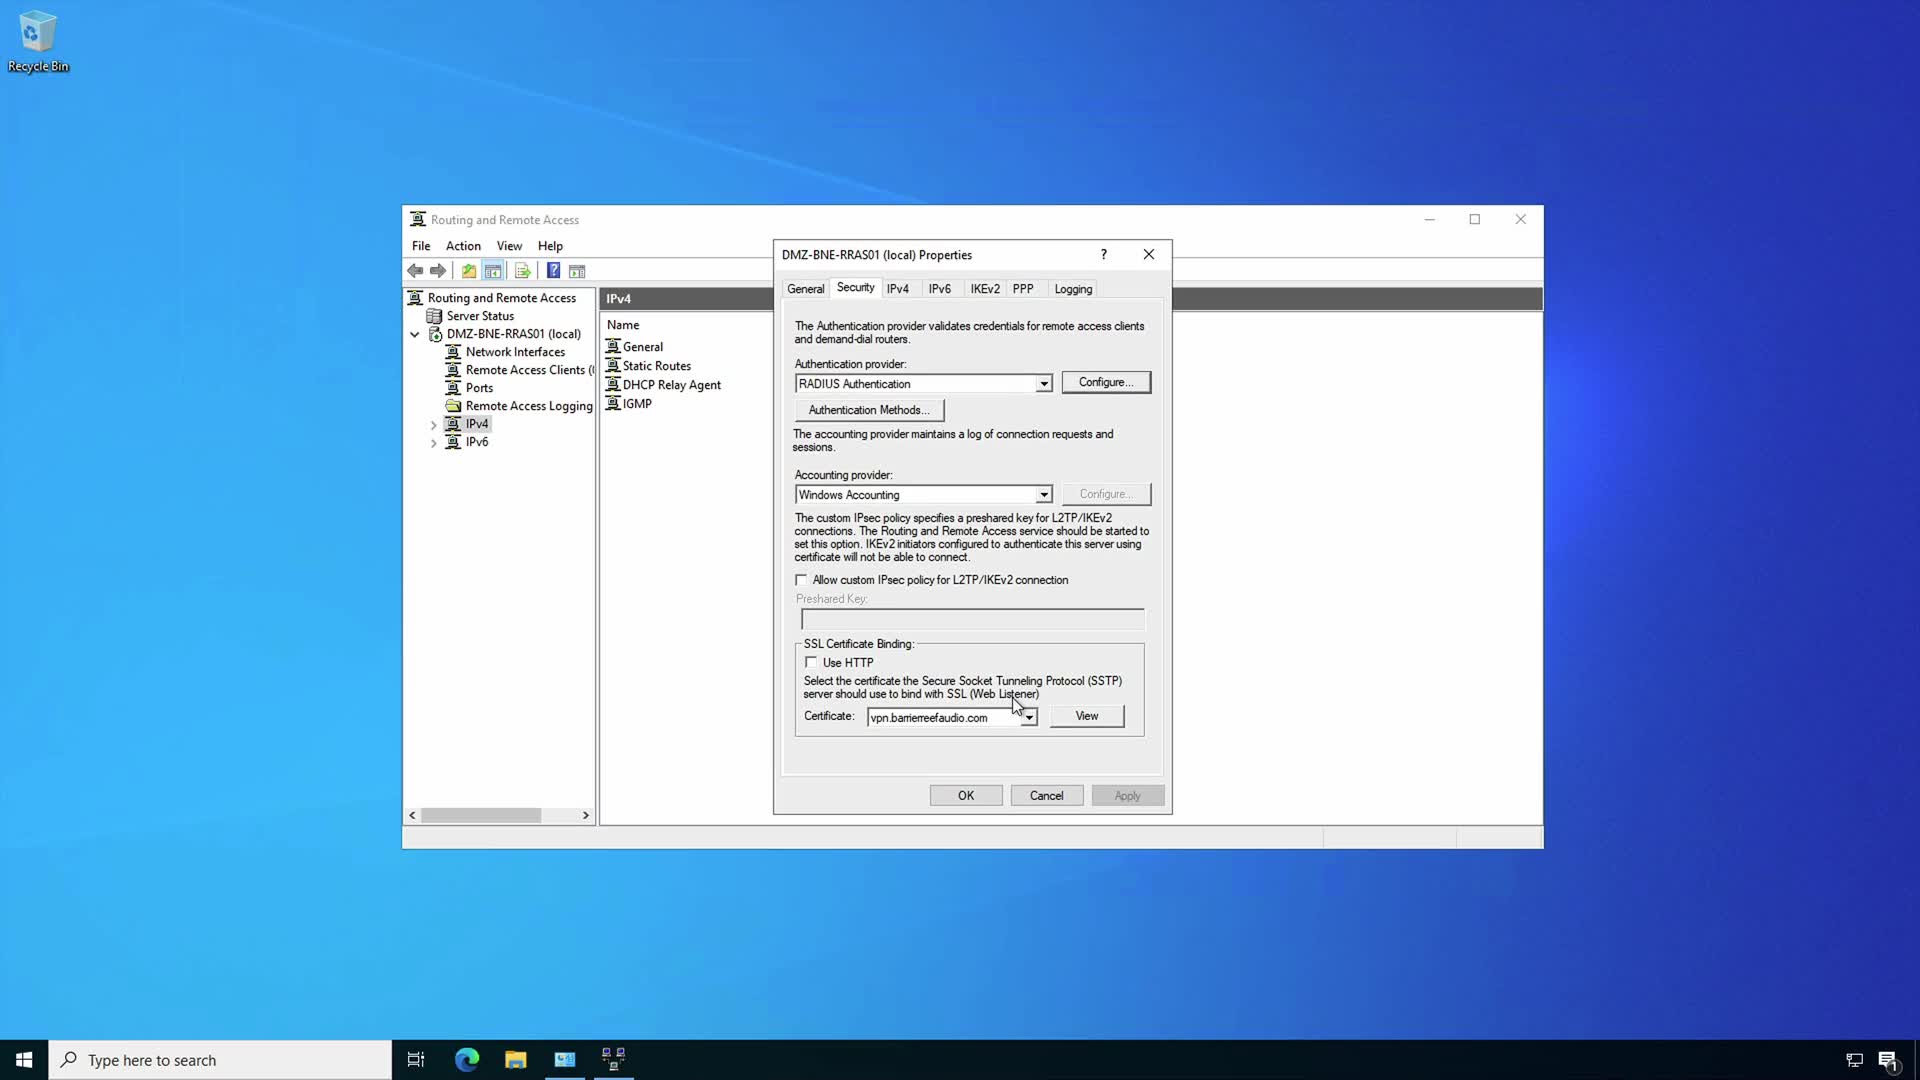 Recycle Bin
Routing and Remote Access
File Action View Help
Routing and Remote Access
Server Status
DMZ-BNE-RRAS01 (local)
Network Interfaces
Remote Access Clients (
Ports
Remote Access Logging
IPv4
IPv6
IPv4
Name
General
Static Routes
DHCP Relay Agent
IGMP
DMZ-BNE-RRAS01 (local) Properties
?
General Security IPv4 IPv6 IKEv2 PPP Logging
The Authentication provider validates credentials for remote access clients
and demand-dial routers.
Authentication provider:
RADIUS Authentication
Configure...
Authentication Methods...
The accounting provider maintains a log of connection requests and
sessions.
Accounting provider:
Windows Accounting
Configure...
The custom IPsec policy specifies a preshared key for L2TP/IKEv2
connections. The Routing and Remote Access service should be started to
set this option. IKEv2 initiators configured to authenticate this server using
certificate will not be able to connect.
Allow custom IPsec policy for L2TP/IKEv2 connection
Preshared Key:
SSL Certificate Binding:
Use HTTP
Select the certificate the Secure Socket Tunneling Protocol (SSTP)
server should use to bind with SSL (Web Listener)
Certificate:
vpn.barrierreefaudio.com
View
OK Cancel Apply
Type here to search
1